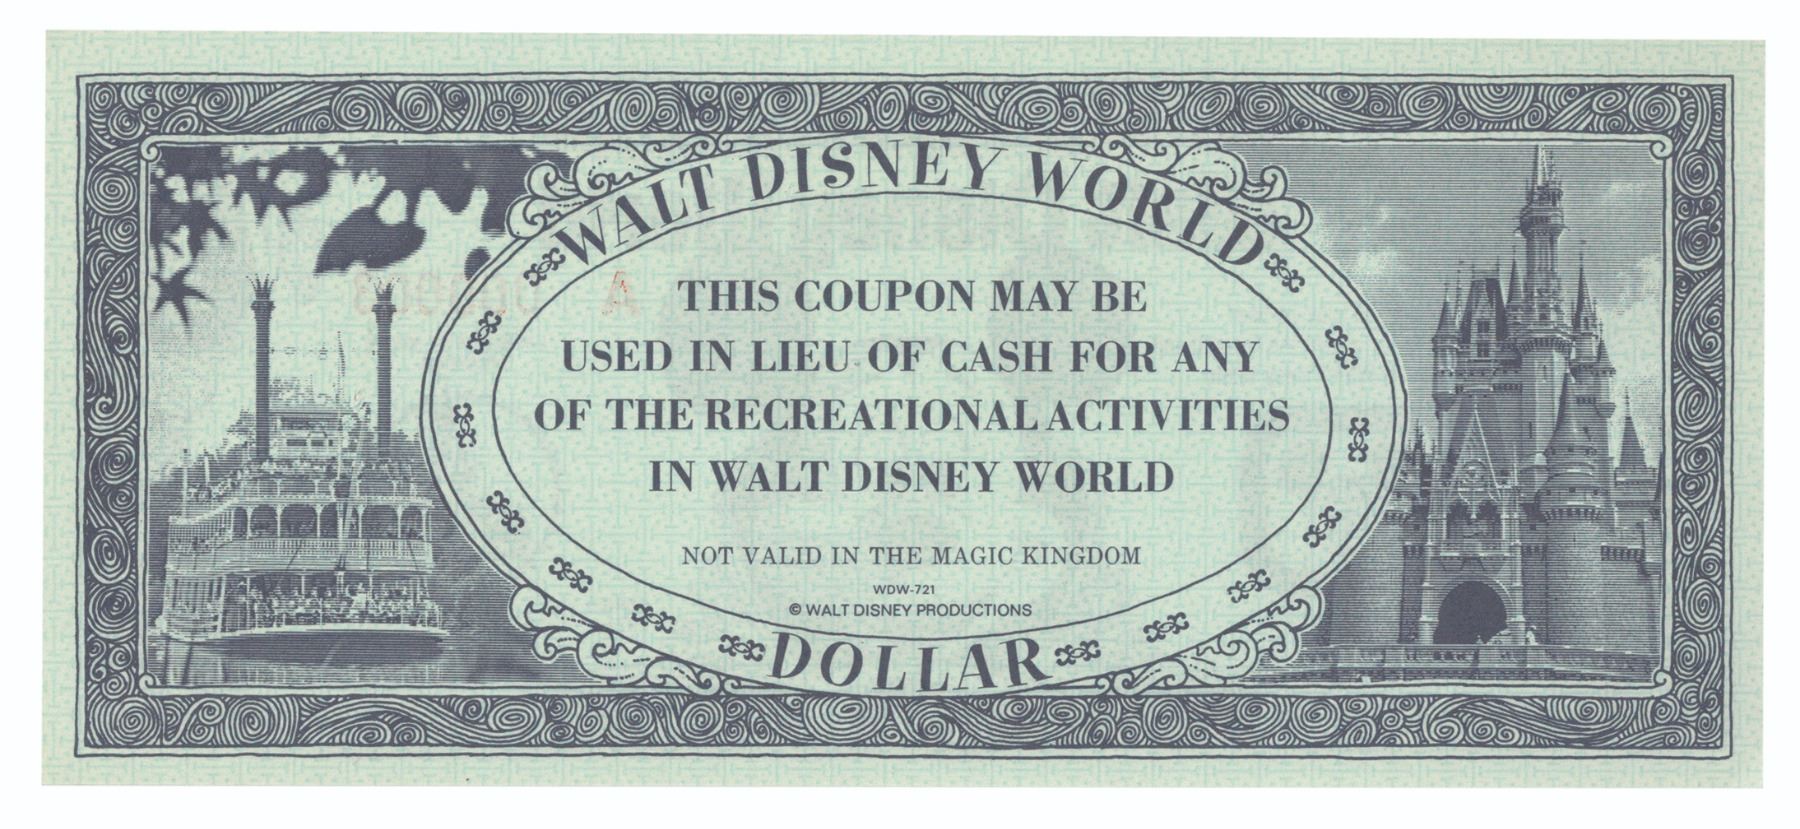 WALT DISNEY WORLD
THIS COUPON MAY BE
USED IN LIEU OF CASH FOR ANY
OF THE RECREATIONAL ACTIVITIES
IN WALT DISNEY WORLD
NOT VALID IN THE MAGIC KINGDOM
WDW-721
© WALT DISNEY PRODUCTIONS
DOLLAR